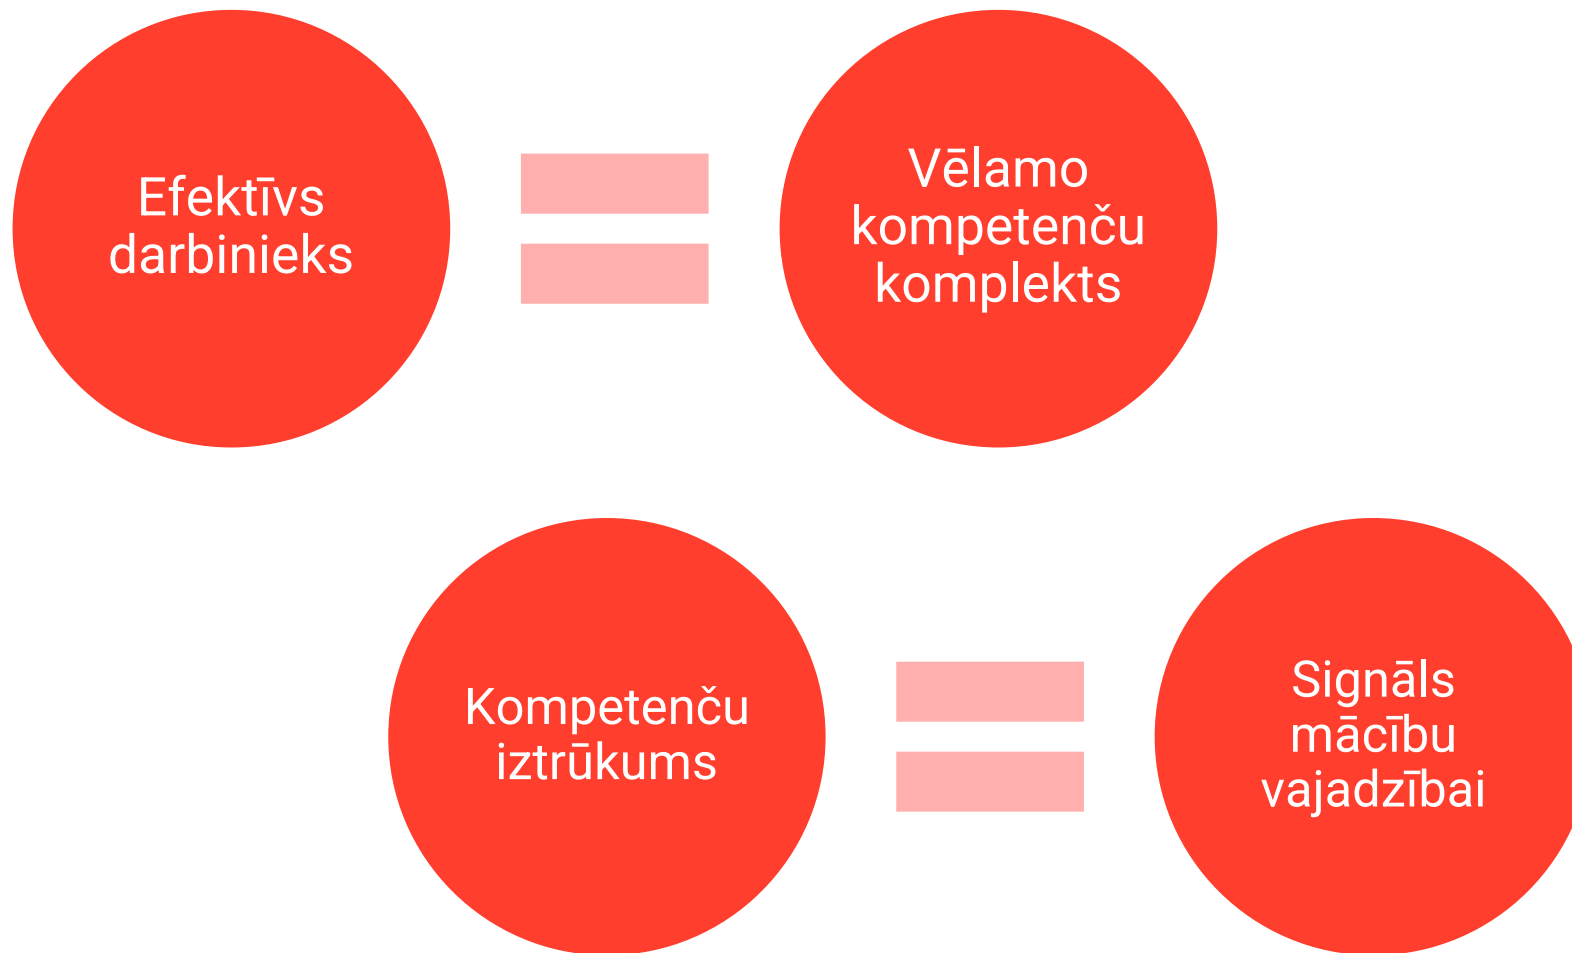 Efektīvs
darbinieks
Vēlamo
kompetenču
komplekts
Kompetenču
iztrūkums
Signāls
mācību
vajadzībai